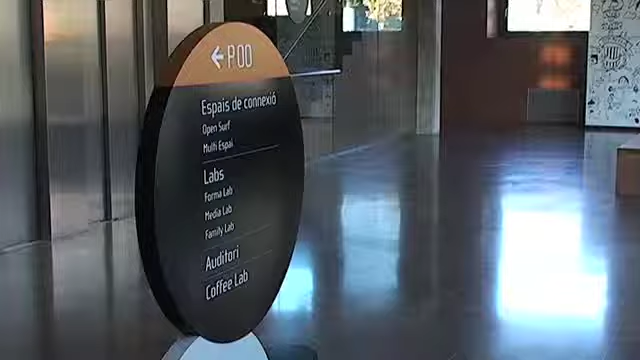 ← P.00
Espais de connexió
Open Surf
Multi Espai
Labs
Forma Lab
Media Lab
Family Lab
Auditori
Coffee Lab